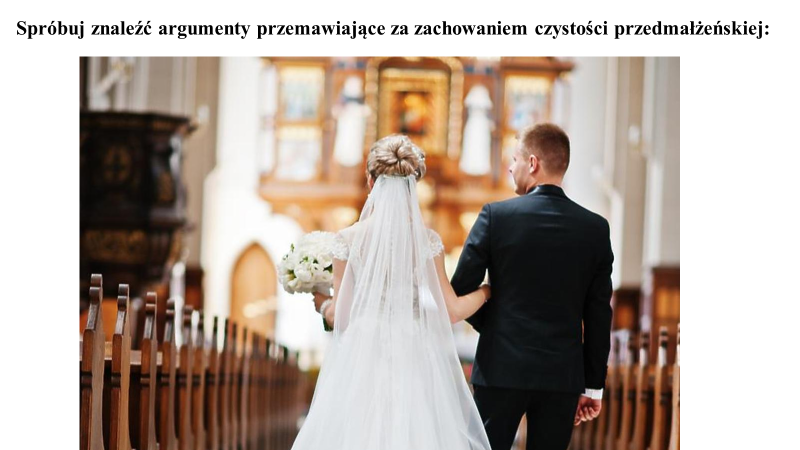 Spróbuj znaleźć argumenty przemawiające za zachowaniem czystości przedmałżeńskiej: